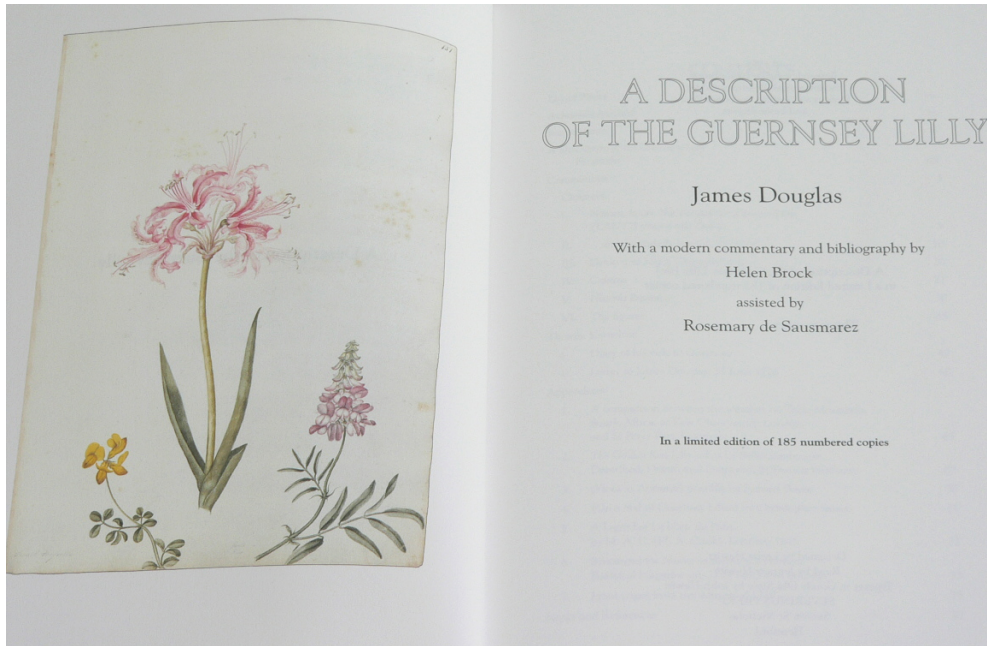 A DESCRIPTION
OF THE GUERNSEY LILLY
James Douglas
With a modern commentary and bibliography by
Helen Brock
assisted by
Rosemary de Sausmarez
In a limited edition of 185 numbered copies